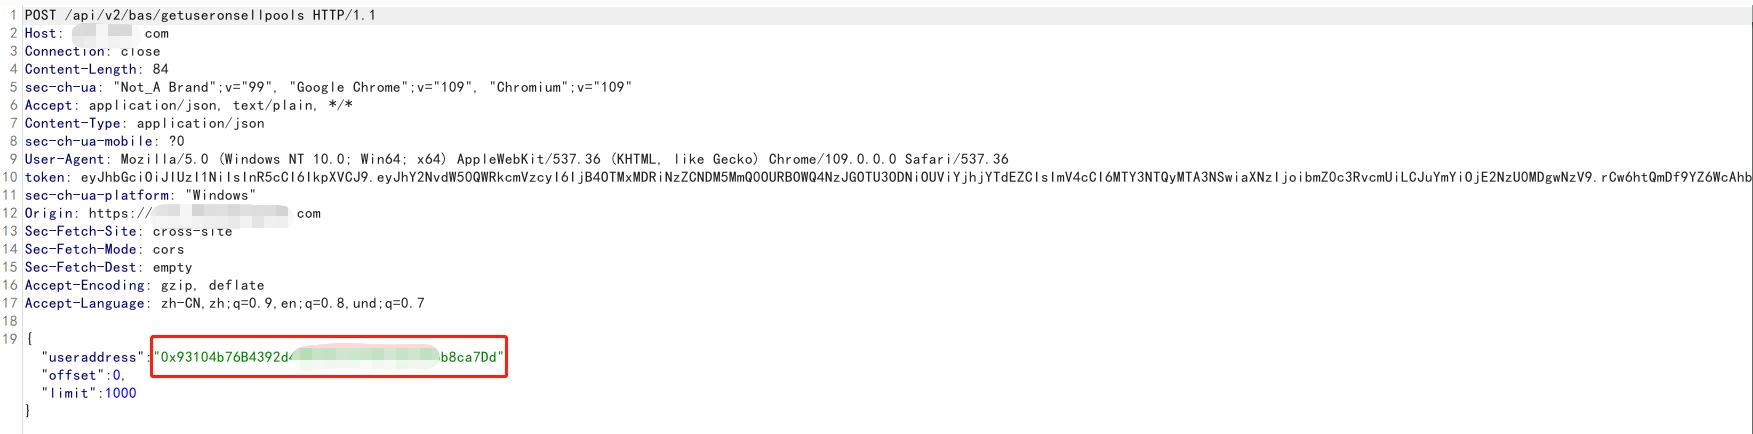 1 POST /api/v2/bas/getuseronsellpools HTTP/1.1
2 Host: com
3 Connection: close
4 Content-Length: 84
5 sec-ch-ua: "Not_A Brand";v="99", "Google Chrome";v="109", "Chromium";v="109"
6 Accept: application/json, text/plain, */*
7 Content-Type: application/json
8 sec-ch-ua-mobile: ?0
9 User-Agent: Mozilla/5.0 (Windows NT 10.0; Win64; x64) AppleWebKit/537.36 (KHTML, like Gecko) Chrome/109.0.0.0 Safari/537.36
10 token:
11 sec-ch-ua-platform: "Windows"
12 Origin: https:// com
13 Sec-Fetch-Site: cross-site
14 Sec-Fetch-Mode: cors
15 Sec-Fetch-Dest: empty
16 Accept-Encoding: gzip, deflate
17 Accept-Language: zh-CN,zh;q=0.9,en;q=0.8,und;q=0.7
18
19 {
"useraddress":"0x93104b76B4392d b8ca7Dd"
"offset":0,
"limit":1000
}